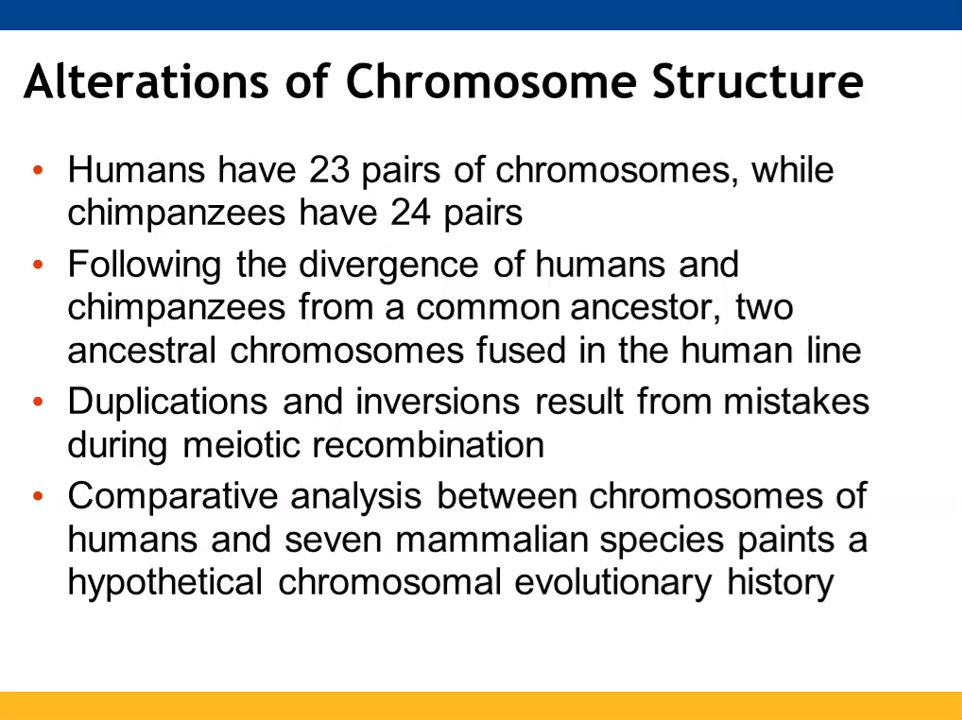 Alterations of Chromosome Structure
• Humans have 23 pairs of chromosomes, while
chimpanzees have 24 pairs
• Following the divergence of humans and
chimpanzees from a common ancestor, two
ancestral chromosomes fused in the human line
• Duplications and inversions result from mistakes
during meiotic recombination
• Comparative analysis between chromosomes of
humans and seven mammalian species paints a
hypothetical chromosomal evolutionary history